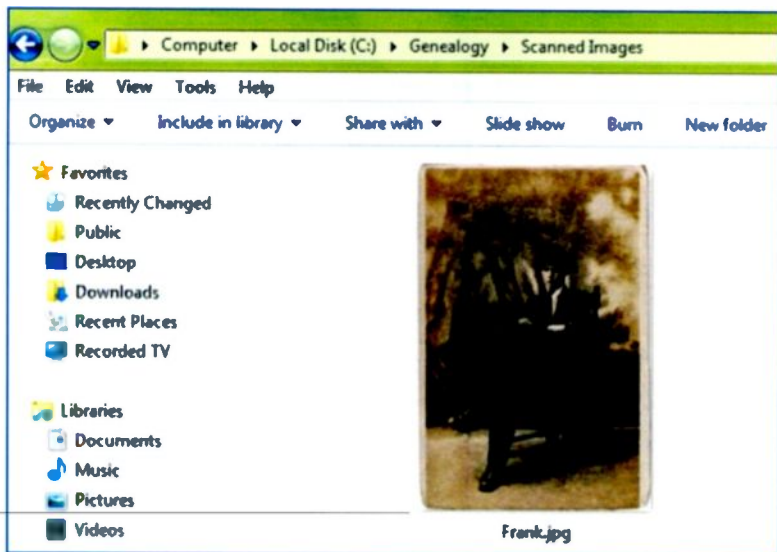 Computer ▸ Local Disk (C:) ▸ Genealogy ▸ Scanned Images
File Edit View Tools Help
Organize Include in library Share with Slide show Burn New folder
Favorites
Recently Changed
Public
Desktop
Downloads
Recent Places
Recorded TV
Libraries
Documents
Music
Pictures
Videos
Frank.jpg